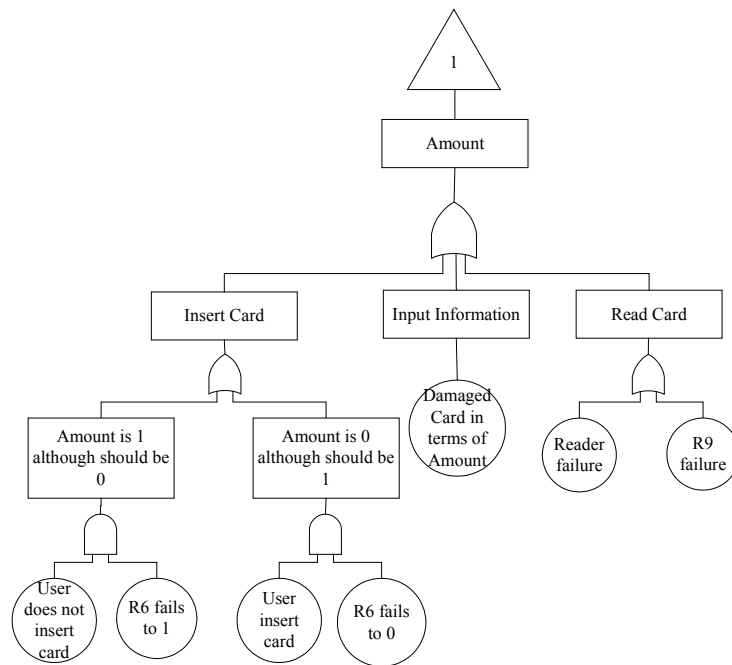 1
Amount
Insert Card
Input Information
Read Card
Amount is 1
although should be
0
Amount is 0
although should be
1
Damaged
Card in
terms of
Amount
Reader
failure
R9
failure
User
does not
insert
card
R6 fails
to 1
User
insert
card
R6 fails
to 0